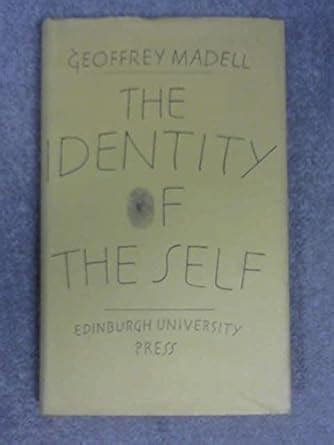 GEOFFREY MADELL
THE
IDENTITY
OF
THE SELF
EDINBURGH UNIVERSITY
PRESS